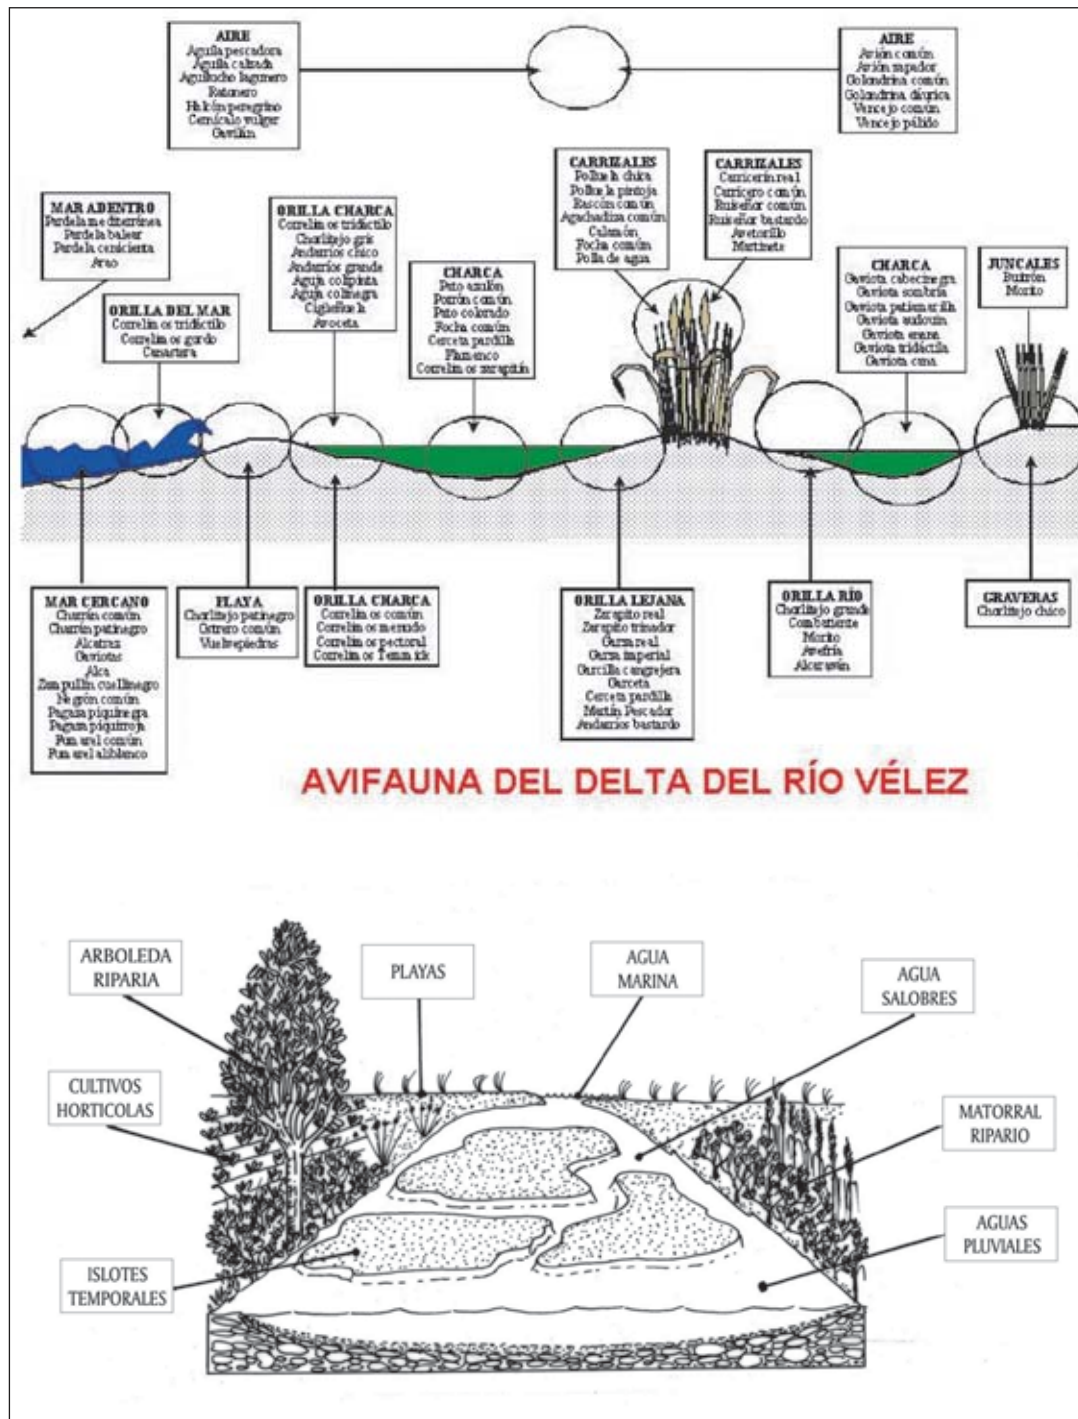 AIRE
Aguila pescadora
Aguila calzada
Aguilucho lagunero
Ratonero
Halcón peregrino
Cernícalo vulgar
Gavilán
AIRE
Avión común
Avión zapador
Golondrina común
Golondrina dáurica
Vencejo común
Vencejo pálido
CARRIZALES
Polluela chica
Polluela pintoja
Rascón común
Agachadiza común
Calamón
Focha común
Polla de agua
CARRIZALES
Carricerín real
Carricero común
Ruiseñor común
Ruiseñor bastardo
Avetorillo
Martinete
MAR ADENTRO
Pardela mediterránea
Pardela balear
Pardela cenicienta
Arao
ORILLA CHARCA
Correlimos tridáctilo
Chorlitejo gris
Andarríos chico
Andarríos grande
Aguja colipinta
Aguja colinegra
Cigüeñuela
Avoceta
CHARCA
Pato azulón
Porrón común
Pato colorado
Focha común
Cerceta pardilla
Flamenco
Correlimos zarapitín
CHARCA
Gaviota cabecinegra
Gaviota sombría
Gaviota patiamarilla
Gaviota audouin
Gaviota enana
Gaviota tridáctila
Gaviota cana
JUNCALES
Buitrón
Morito
ORILLA DEL MAR
Correlimos tridáctilo
Correlimos gordo
Canastera
MAR CERCANO
Charrán común
Charrán patinegro
Alcatraz
Gaviotas
Alca
Zampullín cuellinegro
Negrón común
Pagaza piquinegra
Pagaza piquirroja
Fumarel común
Fumarel aliblanco
PLAYA
Chorlitejo patinegro
Ostrero común
Vuelvepiedras
ORILLA CHARCA
Correlimos común
Correlimos menudo
Correlimos pectoral
Correlimos Temmick
ORILLA LEJANA
Zarapito real
Zarapito trinador
Garza real
Garza imperial
Garcilla cangrejera
Garceta
Cerceta pardilla
Martín Pescador
Andarríos bastardo
ORILLA RÍO
Chorlitejo grande
Combatiente
Morito
Avefría
Alcaraván
GRAVERAS
Chorlitejo chico
AVIFAUNA DEL DELTA DEL RÍO VÉLEZ
ARBOLEDA
RIPARIA
PLAYAS
AGUA
MARINA
AGUA
SALOBRES
CULTIVOS
HORTICOLAS
MATORRAL
RIPARIO
ISLOTES
TEMPORALES
AGUAS
PLUVIALES